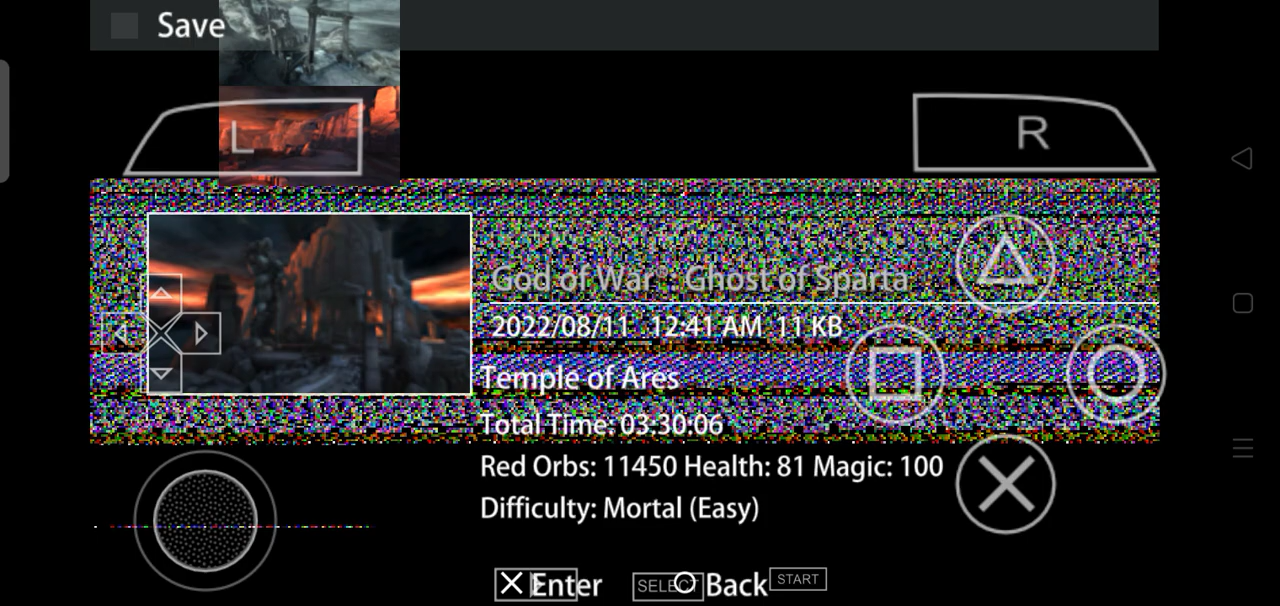 Save
L
R
God of War®: Ghost of Sparta
2022/08/11 12:41 AM 11 KB
Temple of Ares
Total Time: 03:30:06
Red Orbs: 11450 Health: 81 Magic: 100
Difficulty: Mortal (Easy)
Enter SELECT Back START